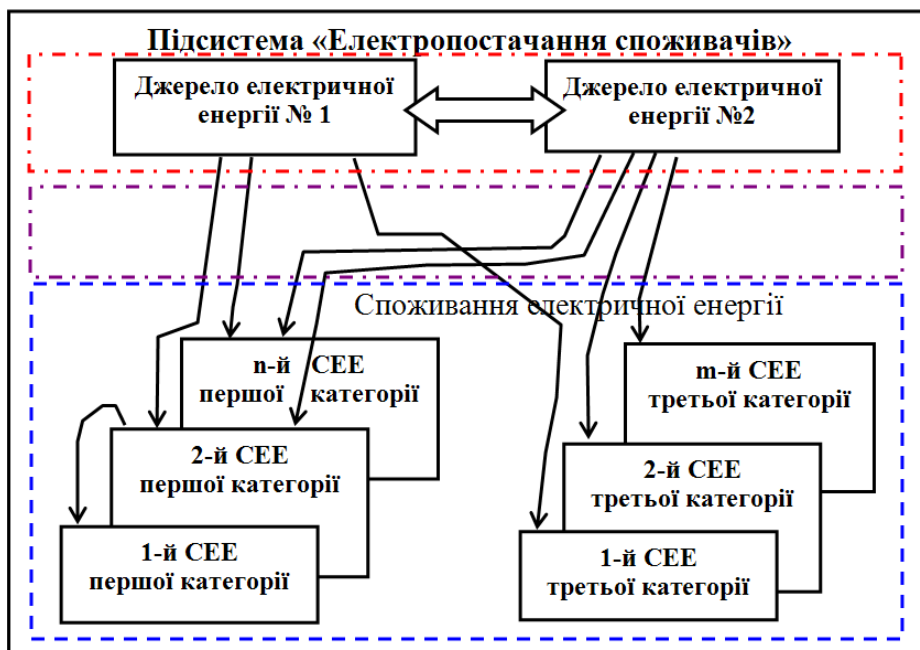 Підсистема «Електропостачання споживачів»
Джерело електричної
енергії № 1
Джерело електричної
енергії №2
Споживання електричної енергії
n-й СЕЕ
першої категорії
2-й СЕЕ
першої категорії
1-й СЕЕ
першої категорії
m-й СЕЕ
третьої категорії
2-й СЕЕ
третьої категорії
1-й СЕЕ
третьої категорії